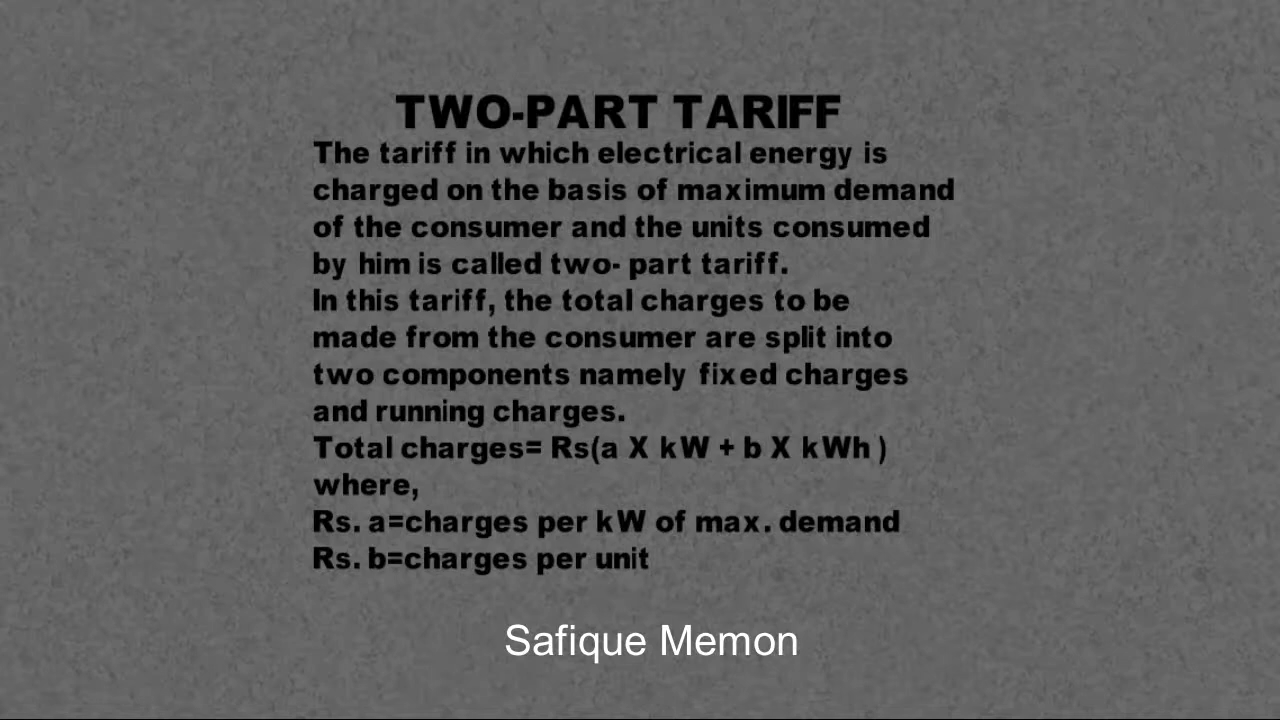 TWO-PART TARIFF
The tariff in which electrical energy is
charged on the basis of maximum demand
of the consumer and the units consumed
by him is called two- part tariff.
In this tariff, the total charges to be
made from the consumer are split into
two components namely fixed charges
and running charges.
Total charges= Rs(a X kW + b X kWh )
where,
Rs. a=charges per kW of max. demand
Rs. b=charges per unit
Safique Memon